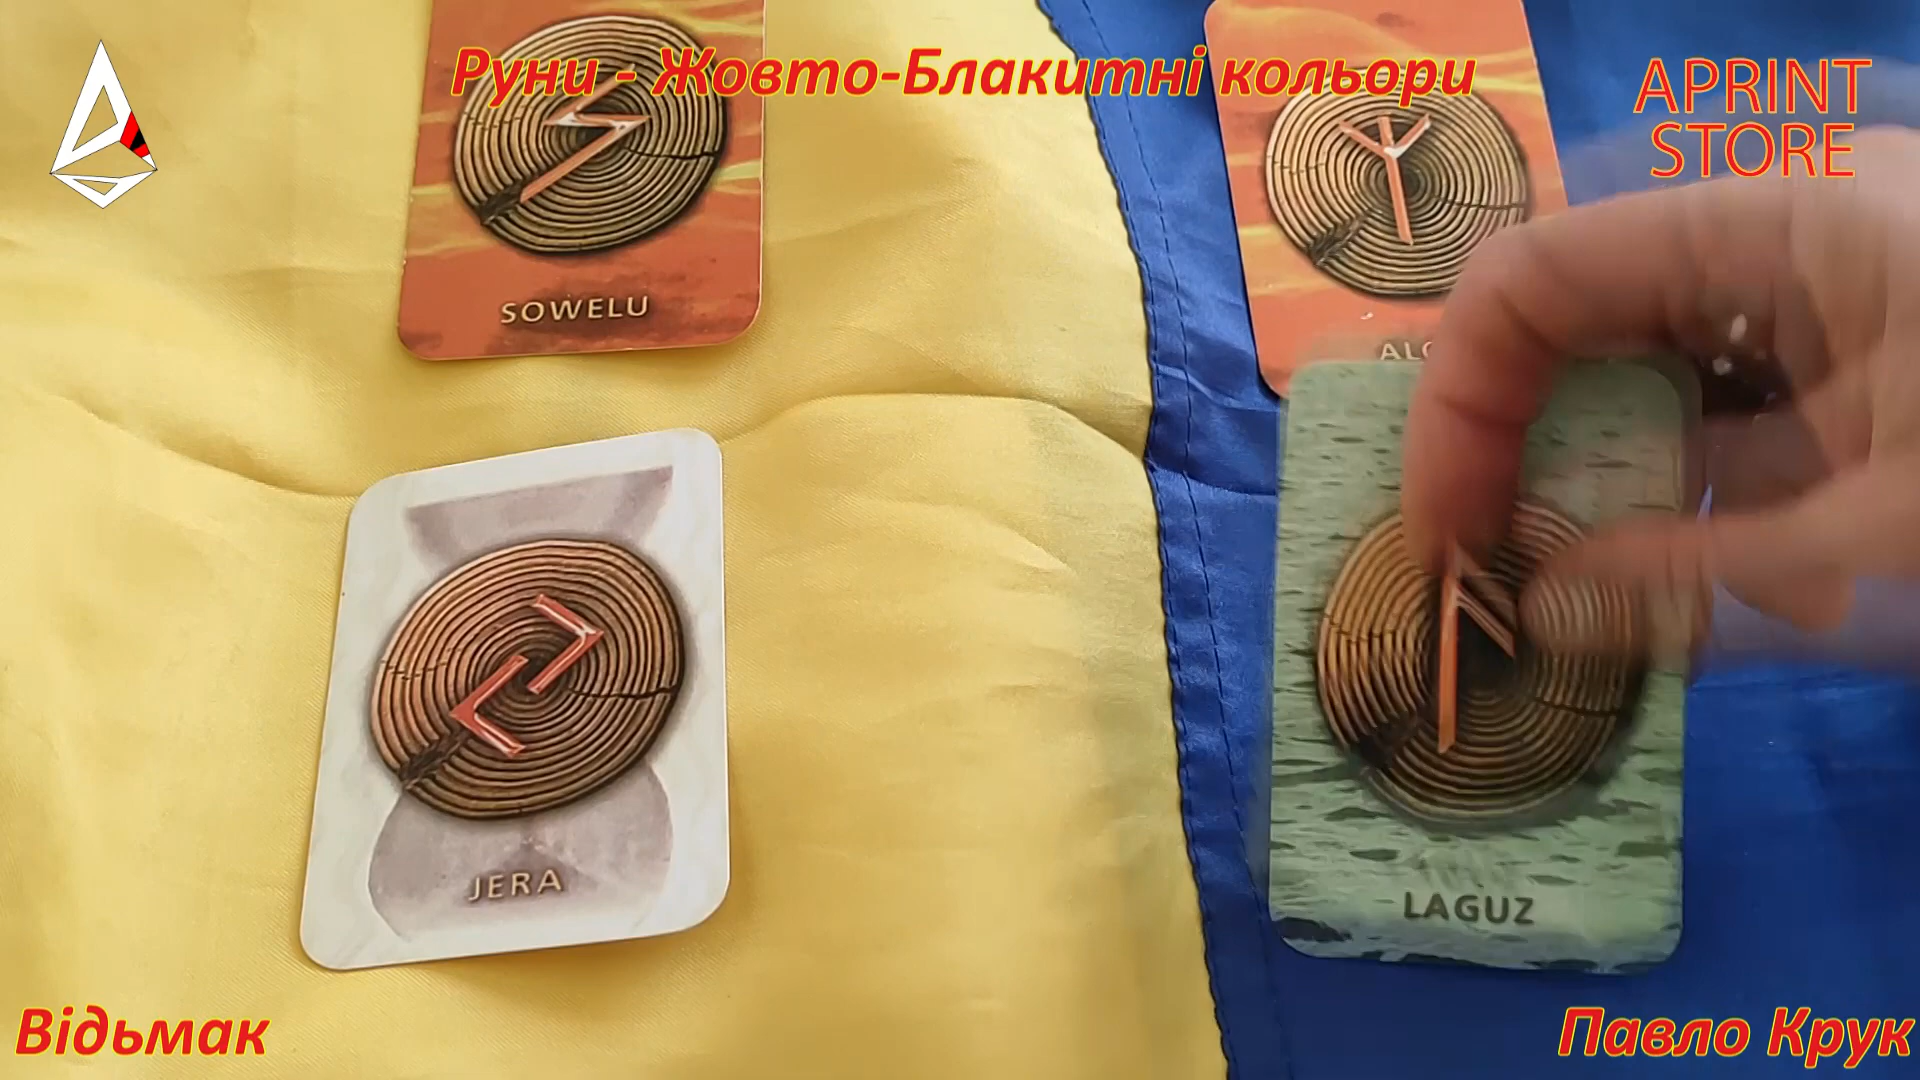 Руни - Жовто-Блакитні кольори
APRINT
STORE
SOWELU
JERA
LAGUZ
Відьмак
Павло Крук